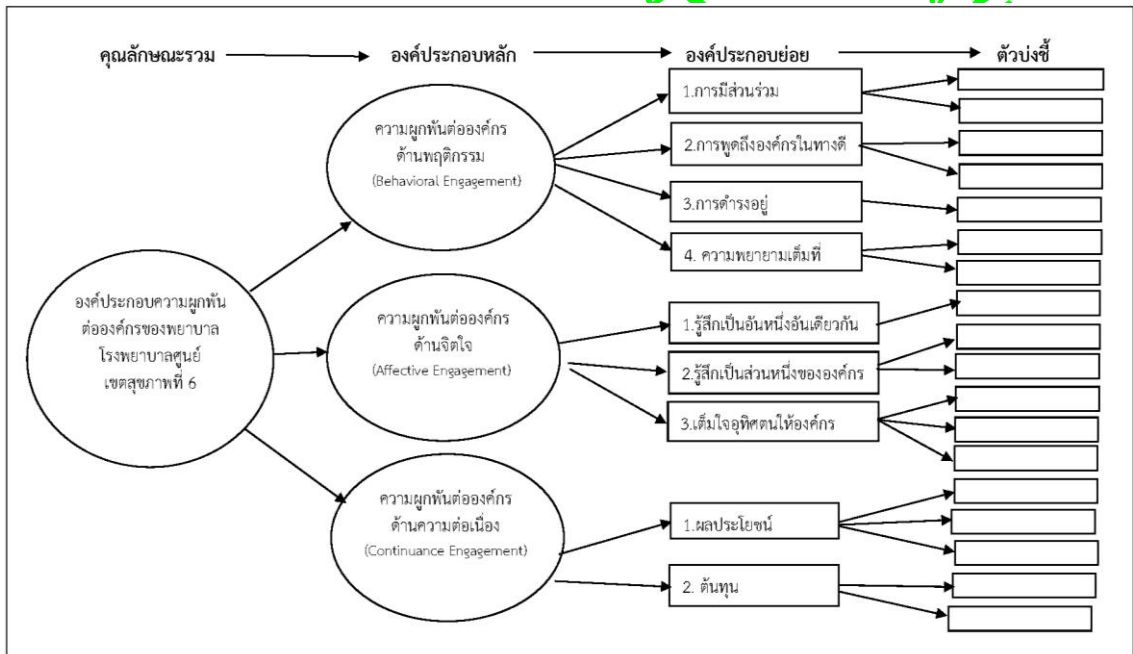 คุณลักษณะรวม
องค์ประกอบหลัก
องค์ประกอบย่อย
ตัวบ่งชี้
องค์ประกอบความผูกพัน
ต่อองค์กรของพยาบาล
โรงพยาบาลศูนย์
เขตสุขภาพที่ 6
ความผูกพันต่อองค์กร
ด้านพฤติกรรม
(Behavioral Engagement)
1.การมีส่วนร่วม
2.การพูดถึงองค์กรในทางดี
3.การดำรงอยู่
4. ความพยายามเต็มที่
ความผูกพันต่อองค์กร
ด้านจิตใจ
(Affective Engagement)
1.รู้สึกเป็นอันหนึ่งอันเดียวกัน
2.รู้สึกเป็นส่วนหนึ่งขององค์กร
3.เต็มใจอุทิศตนให้องค์กร
ความผูกพันต่อองค์กร
ด้านความต่อเนื่อง
(Continuance Engagement)
1.ผลประโยชน์
2. ต้นทุน